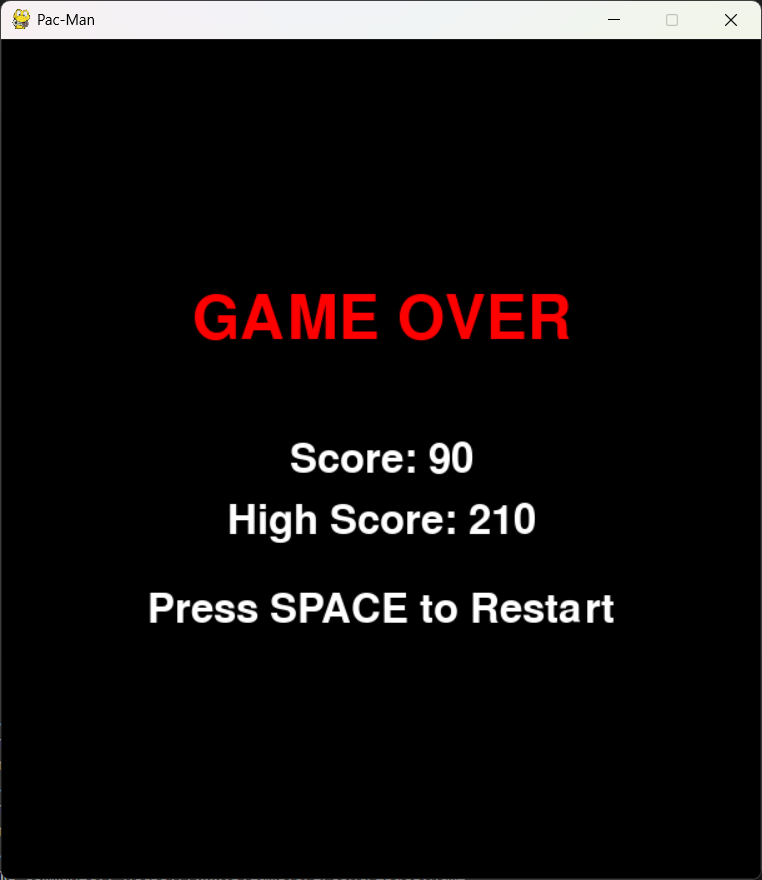 Pac-Man
GAME OVER
Score: 90
High Score: 210
Press SPACE to Restart